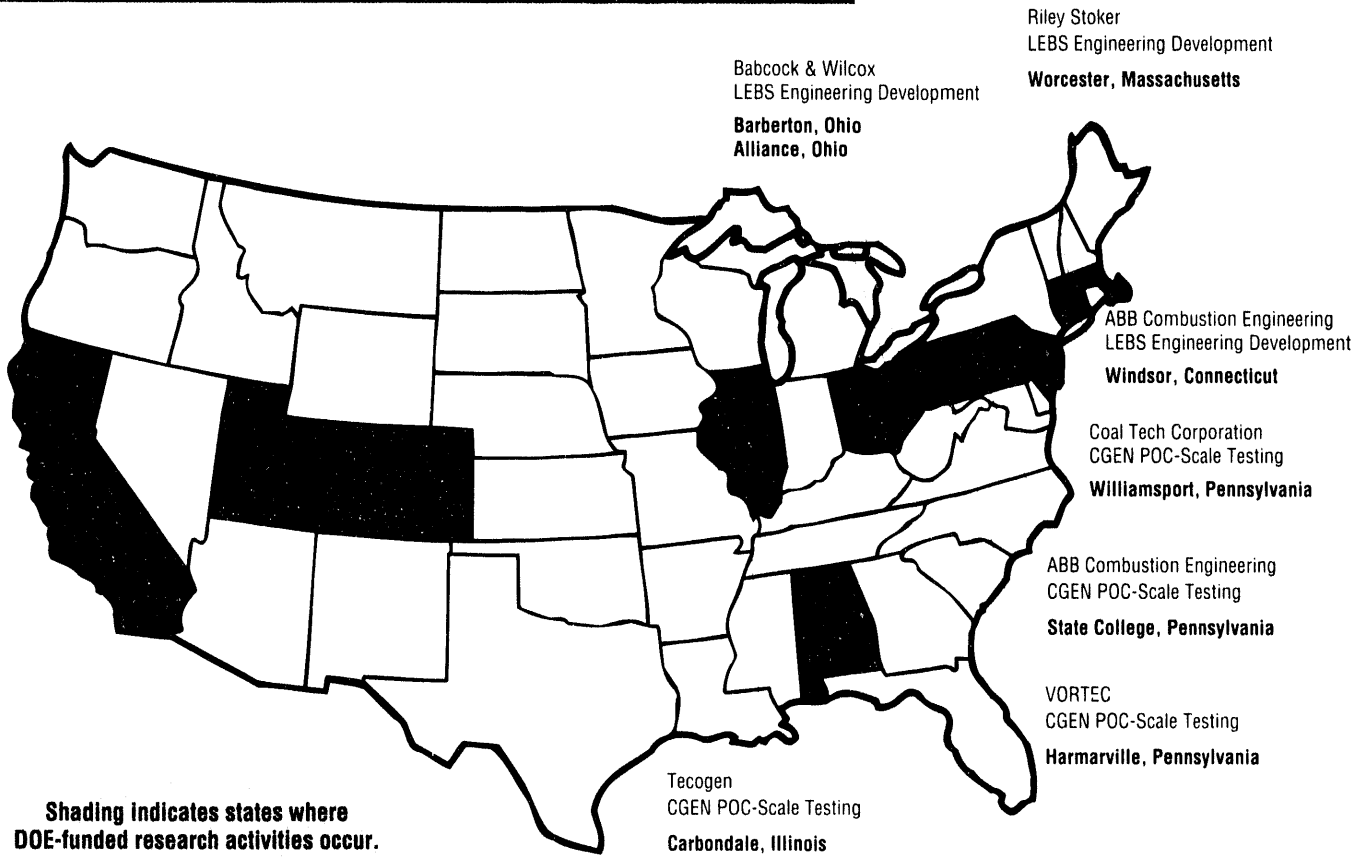 Riley Stoker
LEBS Engineering Development
Worcester, Massachusetts
Babcock & Wilcox
LEBS Engineering Development
Barberton, Ohio
Alliance, Ohio
ABB Combustion Engineering
LEBS Engineering Development
Windsor, Connecticut
Coal Tech Corporation
CGEN POC-Scale Testing
Williamsport, Pennsylvania
ABB Combustion Engineering
CGEN POC-Scale Testing
State College, Pennsylvania
VORTEC
CGEN POC-Scale Testing
Harmarville, Pennsylvania
Tecogen
CGEN POC-Scale Testing
Carbondale, Illinois
Shading indicates states where
DOE-funded research activities occur.